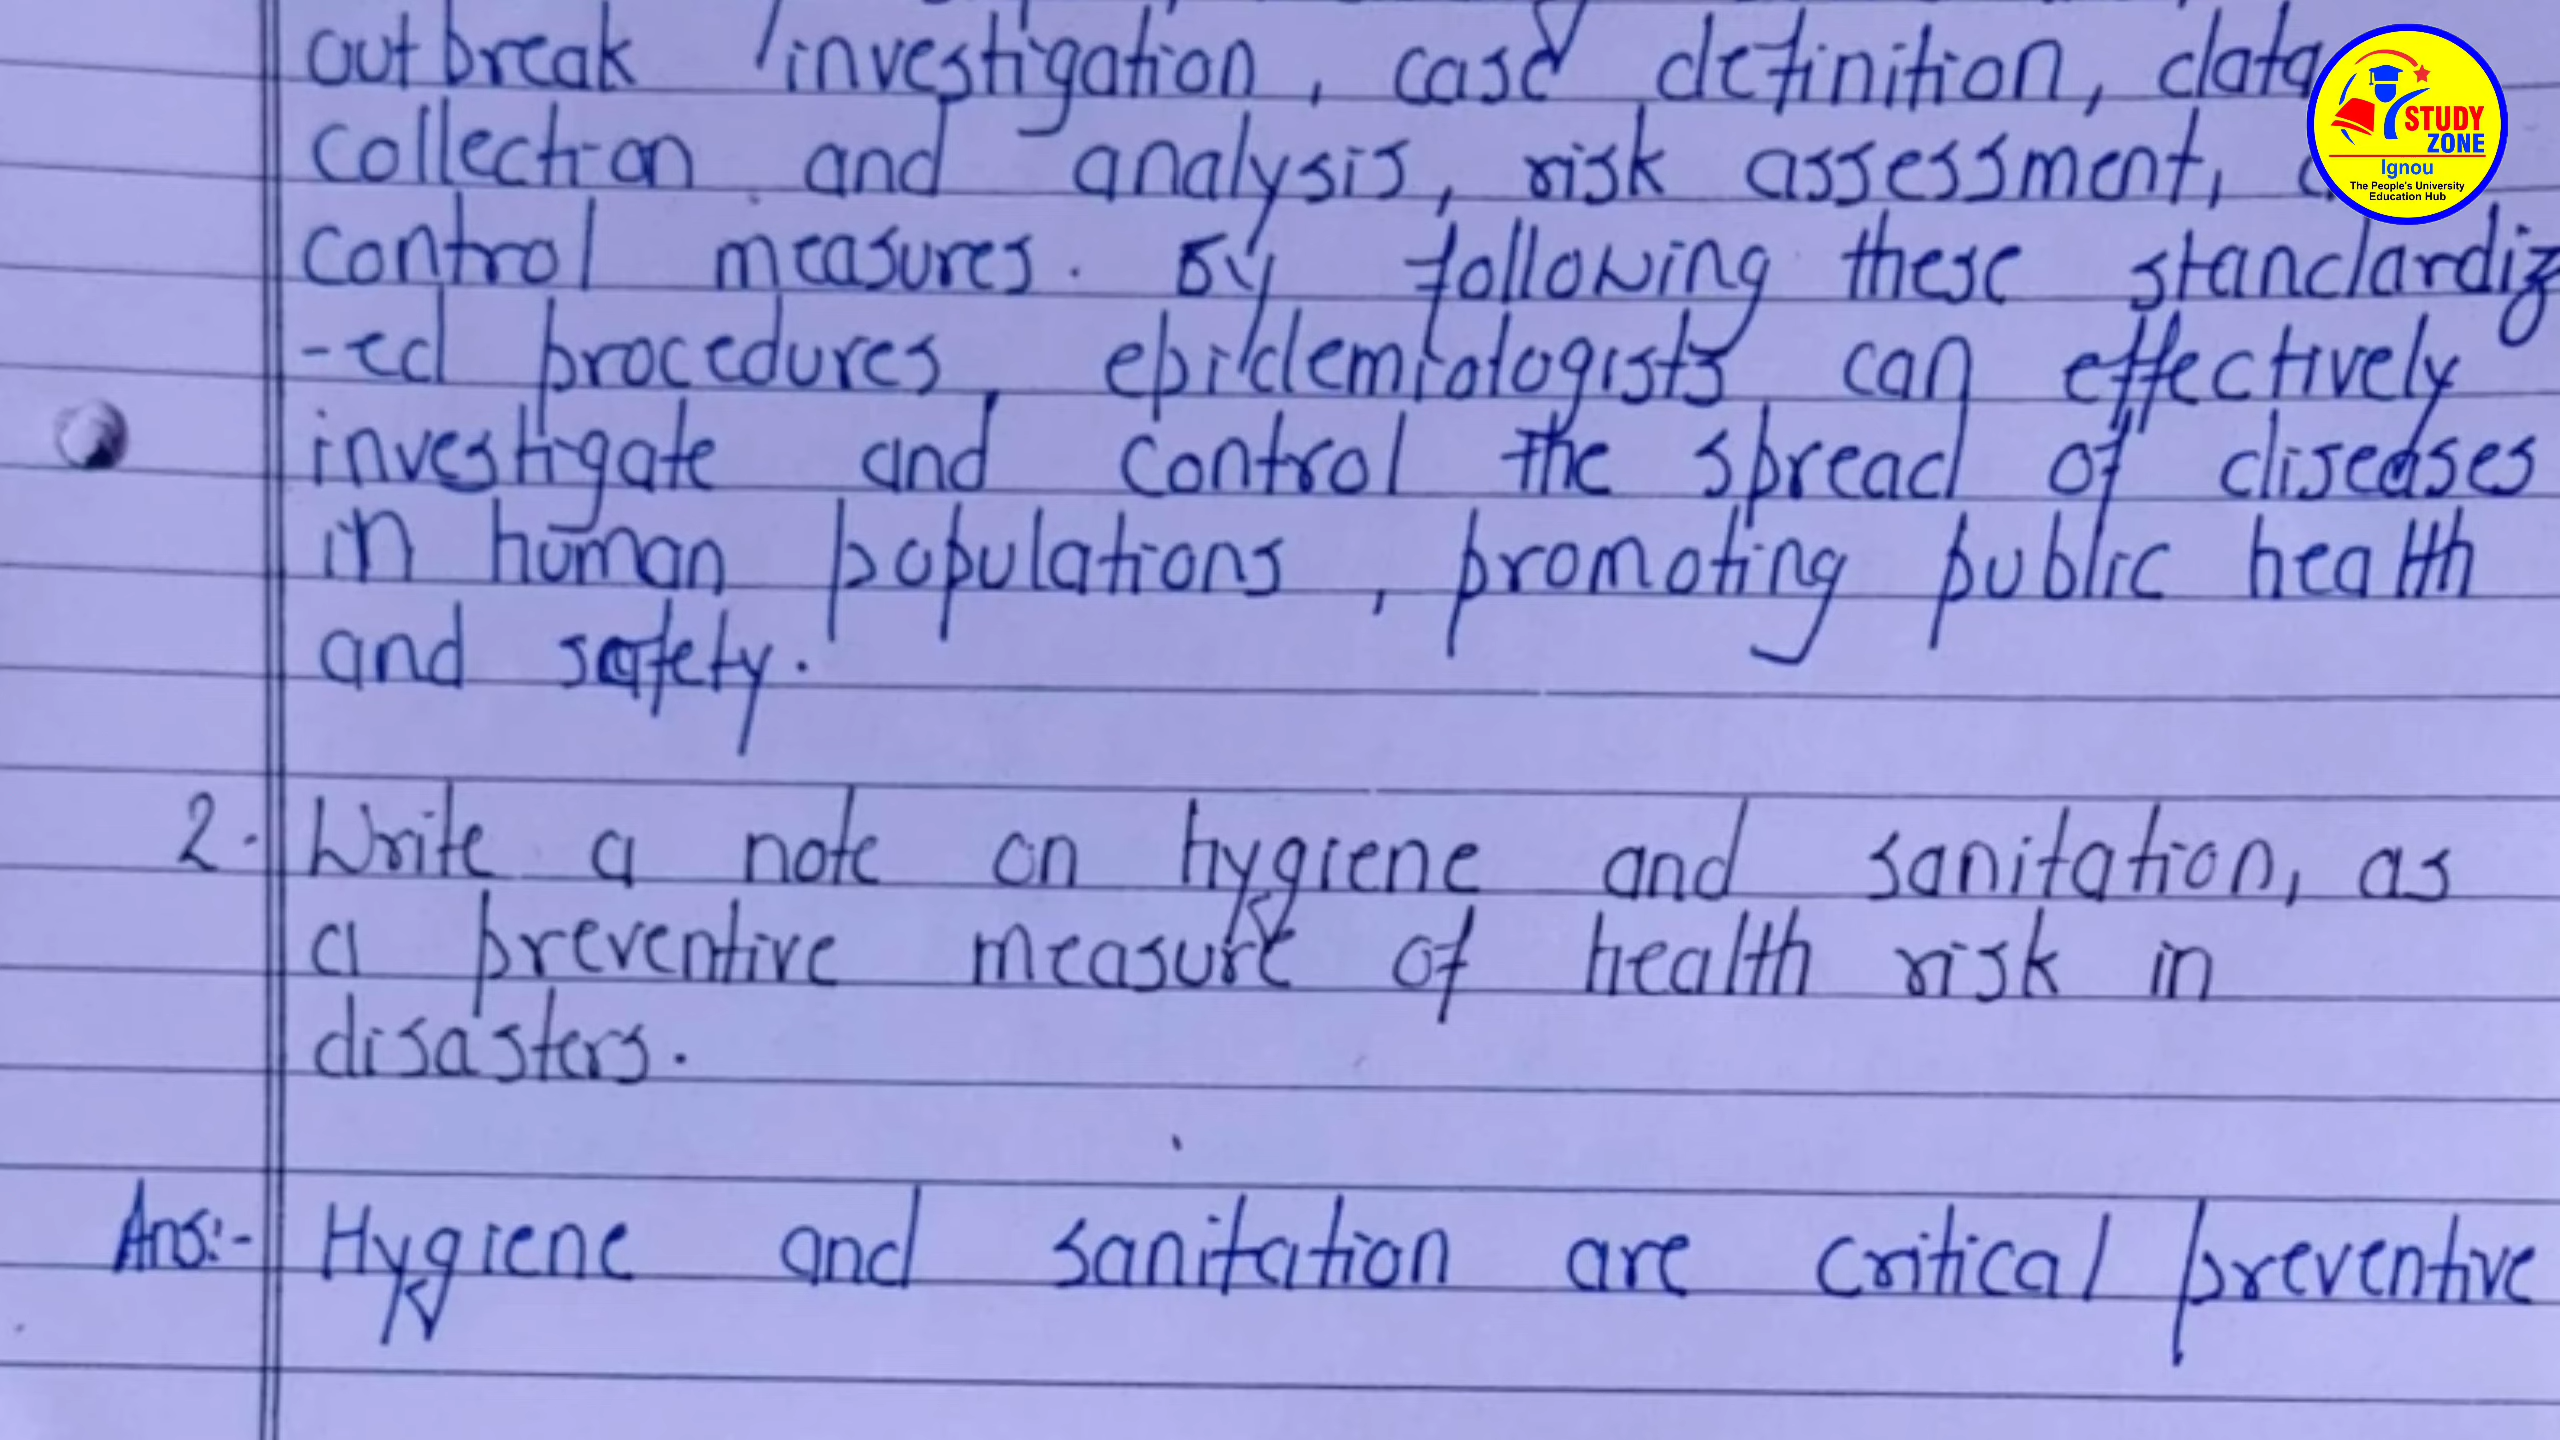 outbreak investigation, case definition, data
collection and analysis, risk assessment,
control measures. By following these standardiz
-ed procedures, epidemiologists can effectively
investigate and control the spread of diseases
in human populations, promoting public health
and safety.
2. Write a note on hygiene and sanitation, as
a preventive measure of health risk in
disasters.
Ans:- Hygiene and sanitation are critical preventive
STUDY
ZONE
Ignou
The People's University
Education Hub